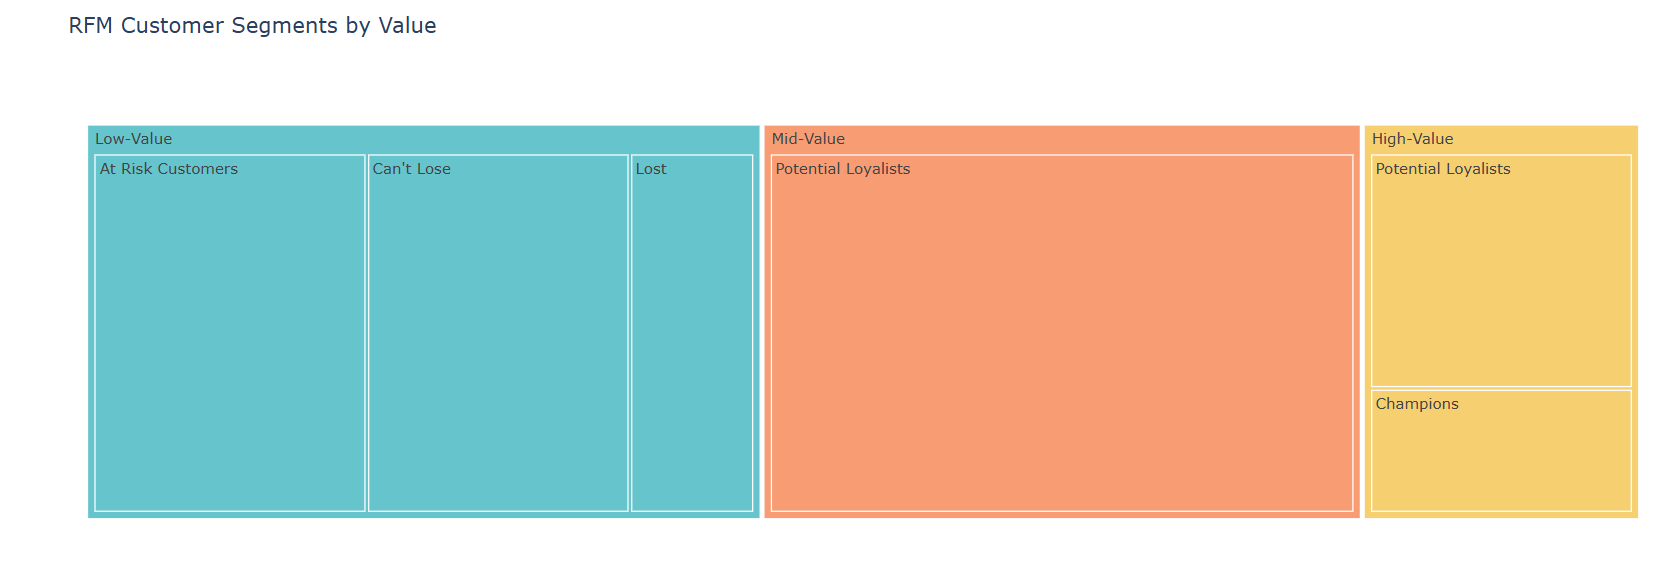 RFM Customer Segments by Value
Low-Value
At Risk Customers
Can't Lose
Lost
Mid-Value
Potential Loyalists
High-Value
Potential Loyalists
Champions